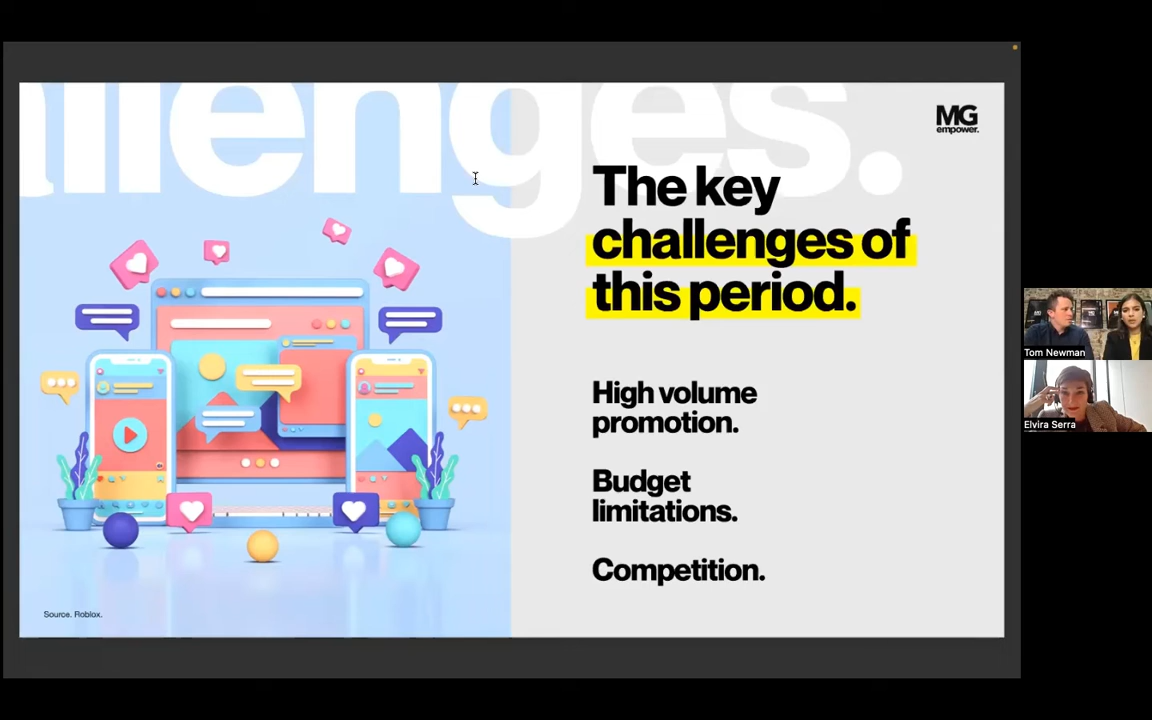 allenges.
MG
empower.
The key
challenges of
this period.
High volume
promotion.
Budget
limitations.
Competition.
Source. Roblox.
Tom Newman
Elvira Serra